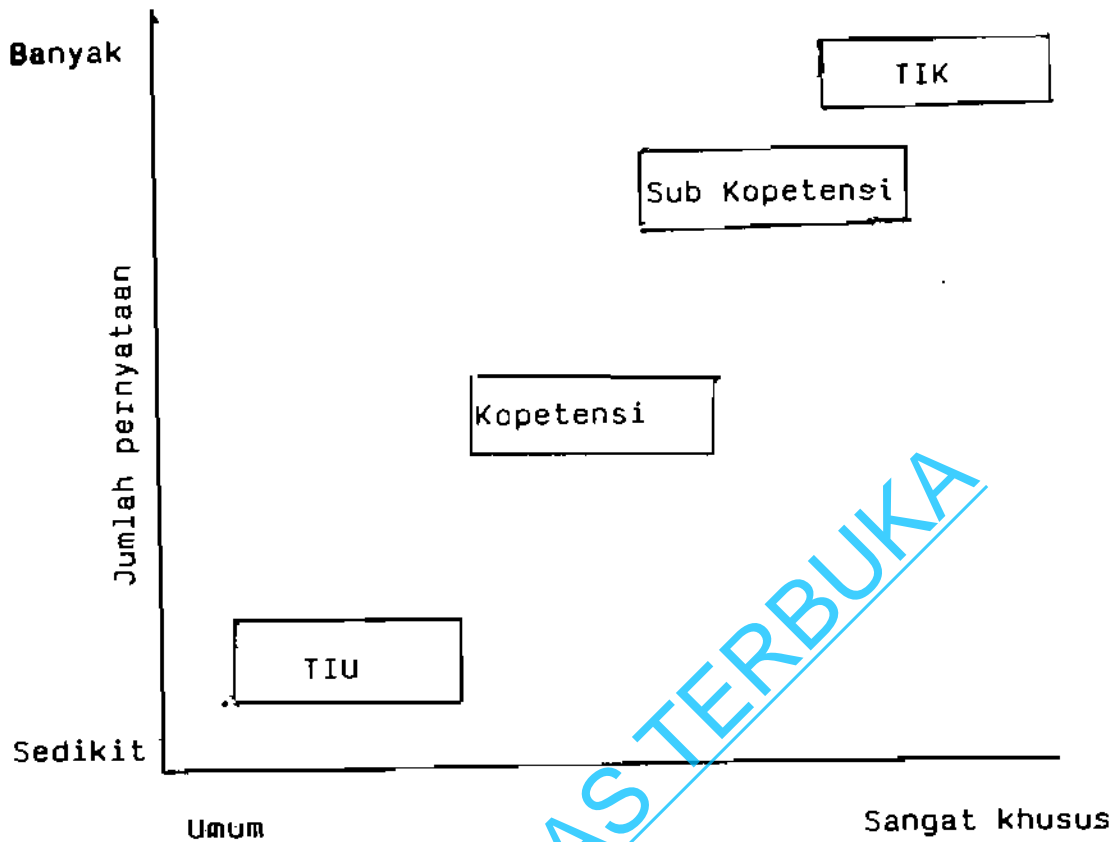 Banyak
TIK
Sub Kopetensi
Jumlah pernyataan
Kopetensi
TIU
Sedikit
Umum
Sangat khusus
AS TERBUKA